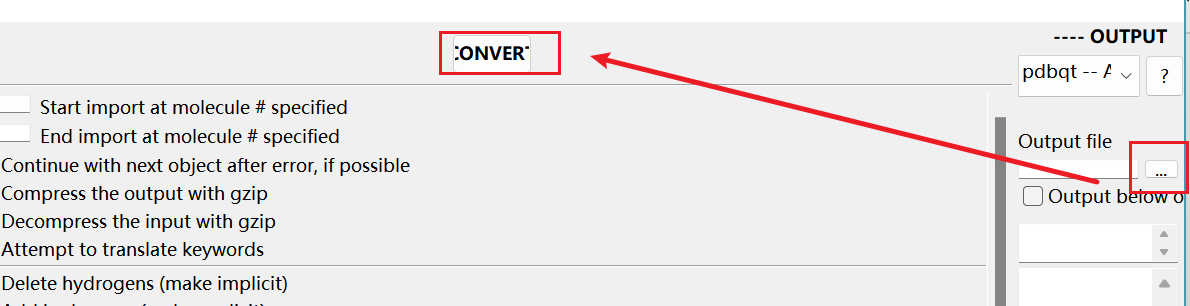 CONVERT
---- OUTPUT
pdbqt -- A
?
Start import at molecule # specified
End import at molecule # specified
Continue with next object after error, if possible
Compress the output with gzip
Decompress the input with gzip
Attempt to translate keywords
Delete hydrogens (make implicit)
Output file
...
Output below o